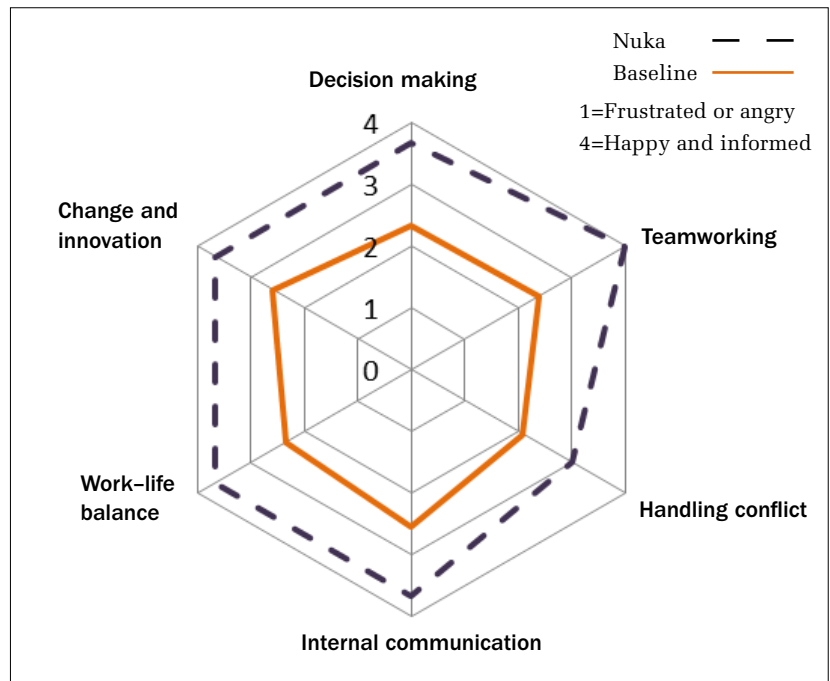 Nuka
Baseline
1=Frustrated or angry
4=Happy and informed
Decision making
4
3
2
1
0
Change and
innovation
Teamworking
Work–life
balance
Handling conflict
Internal communication